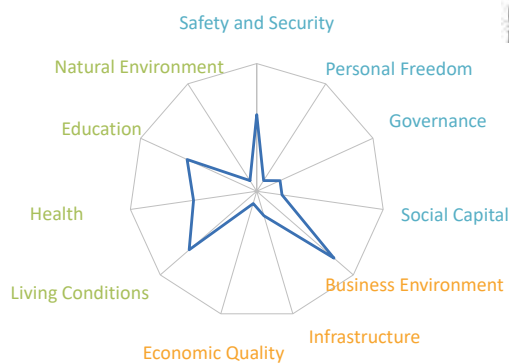 Safety and Security
Natural Environment
Personal Freedom
Education
Governance
Health
Social Capital
Business Environment
Living Conditions
Infrastructure
Economic Quality